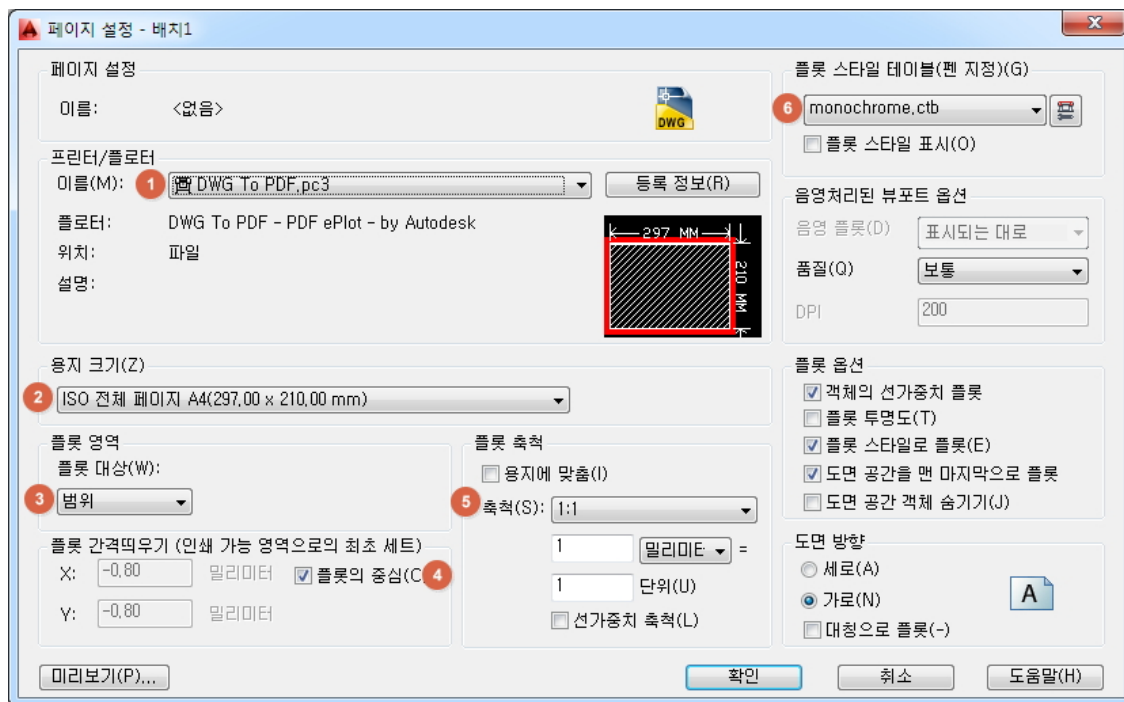 페이지 설정 - 배치1
페이지 설정
이름: <없음>
DWG
프린터/플로터
1
이름(M): DWG To PDF.pc3
등록 정보(R)
플로터: DWG To PDF - PDF ePlot - by Autodesk
위치: 파일
설명:
297 MM
210 MM
용지 크기(Z)
2
ISO 전체 페이지 A4(297.00 x 210.00 mm)
플롯 영역
플롯 대상(W):
3
범위
플롯 간격띄우기 (인쇄 가능 영역으로의 최초 세트)
X: -0.80 밀리미터
플롯의 중심(C
4
Y: -0.80 밀리미터
플롯 축척
용지에 맞춤(I)
5
축척(S): 1:1
1 밀리미터 =
1 단위(U)
선가중치 축척(L)
플롯 스타일 테이블(펜 지정)(G)
6
monochrome.ctb
플롯 스타일 표시(O)
음영처리된 뷰포트 옵션
음영 플롯(D) 표시되는 대로
품질(Q) 보통
DPI 200
플롯 옵션
객체의 선가중치 플롯
플롯 투명도(T)
플롯 스타일로 플롯(E)
도면 공간을 맨 마지막으로 플롯
도면 공간 객체 숨기기(J)
도면 방향
세로(A)
가로(N)
대칭으로 플롯(-)
A
미리보기(P)...
확인
취소
도움말(H)